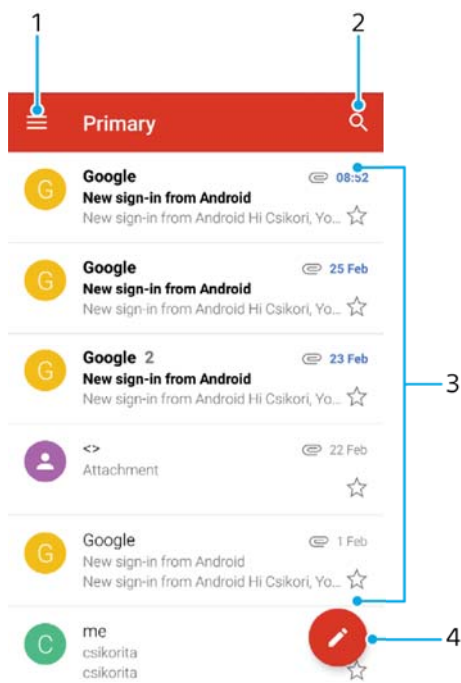 1
2
Primary
G
Google
08:52
New sign-in from Android
New sign-in from Android Hi Csikori, Yo...
G
Google
25 Feb
New sign-in from Android
New sign-in from Android Hi Csikori, Yo...
G
Google 2
23 Feb
New sign-in from Android
New sign-in from Android Hi Csikori, Yo...
3
<>
22 Feb
Attachment
G
Google
1 Feb
New sign-in from Android
New sign-in from Android Hi Csikori, Yo...
C
me
csikorita
csikorita
4